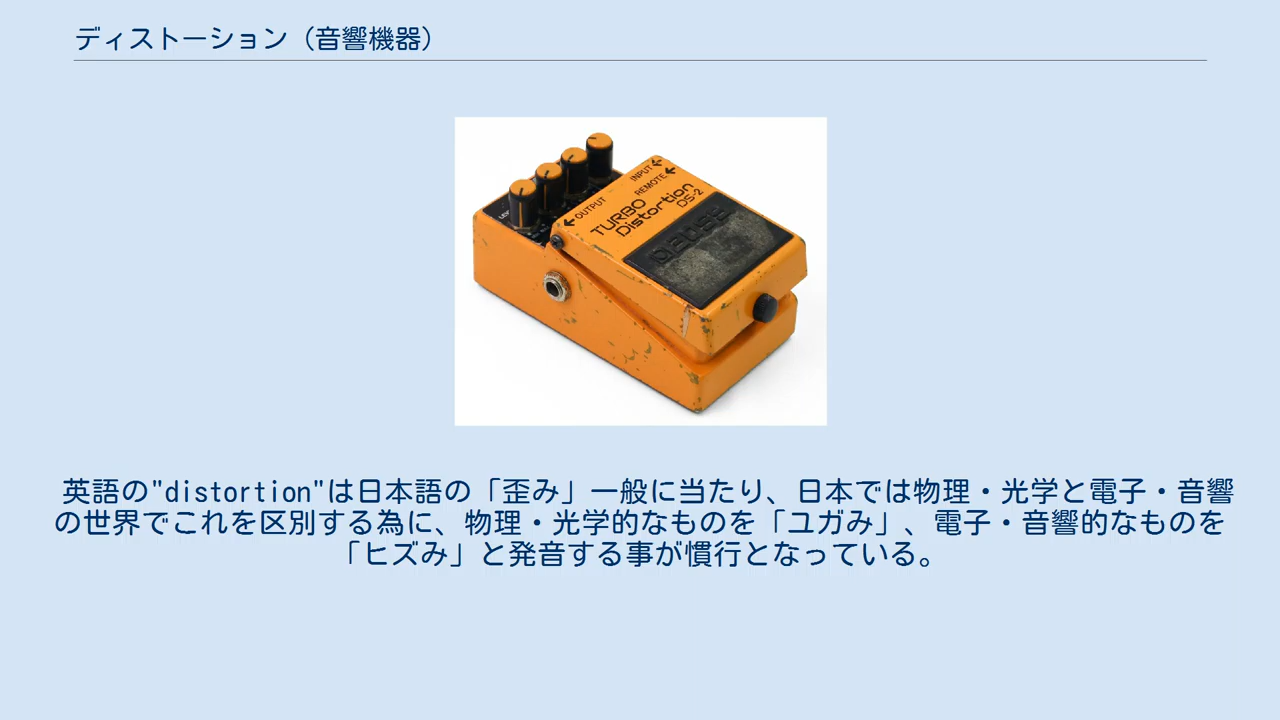 ディストーション（音響機器）
INPUT
REMOTE
OUTPUT
TURBO
Distortion
DS-2
BOSS
英語の"distortion"は日本語の「歪み」一般に当たり、日本では物理・光学と電子・音響
の世界でこれを区別する為に、物理・光学的なものを「ユガみ」、電子・音響的なものを
「ヒズみ」と発音する事が慣行となっている。